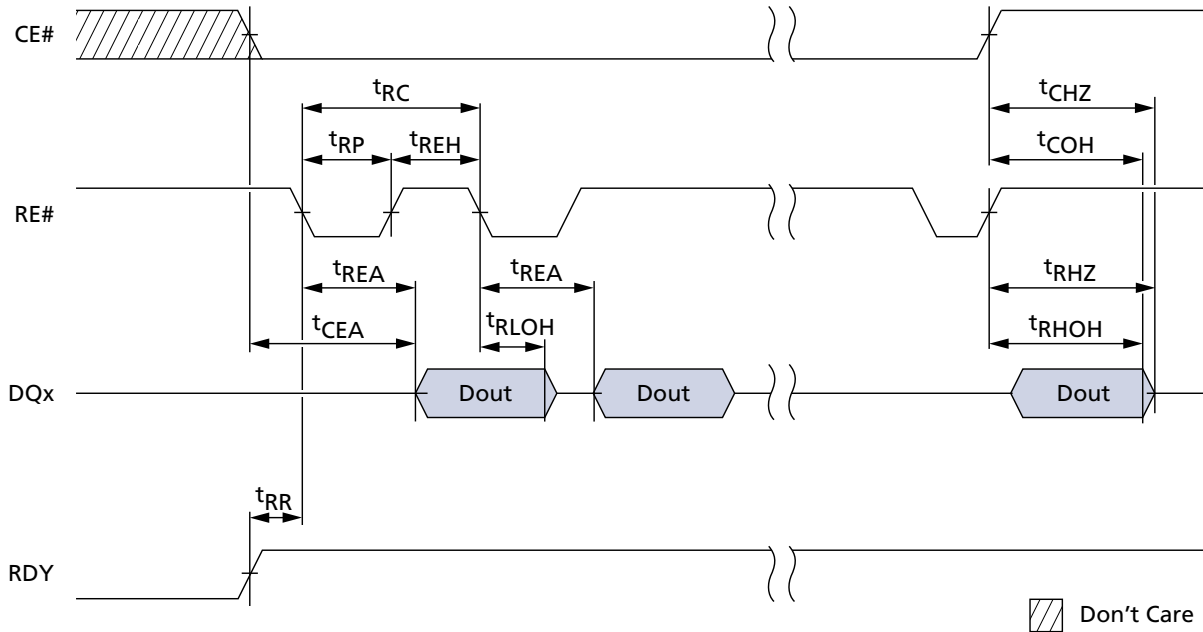 CE#
tRC
tCHZ
tRP
tREH
tCOH
RE#
tREA
tREA
tRHZ
tCEA
tRLOH
tRHOH
DQx
Dout
Dout
Dout
tRR
RDY
Don't Care